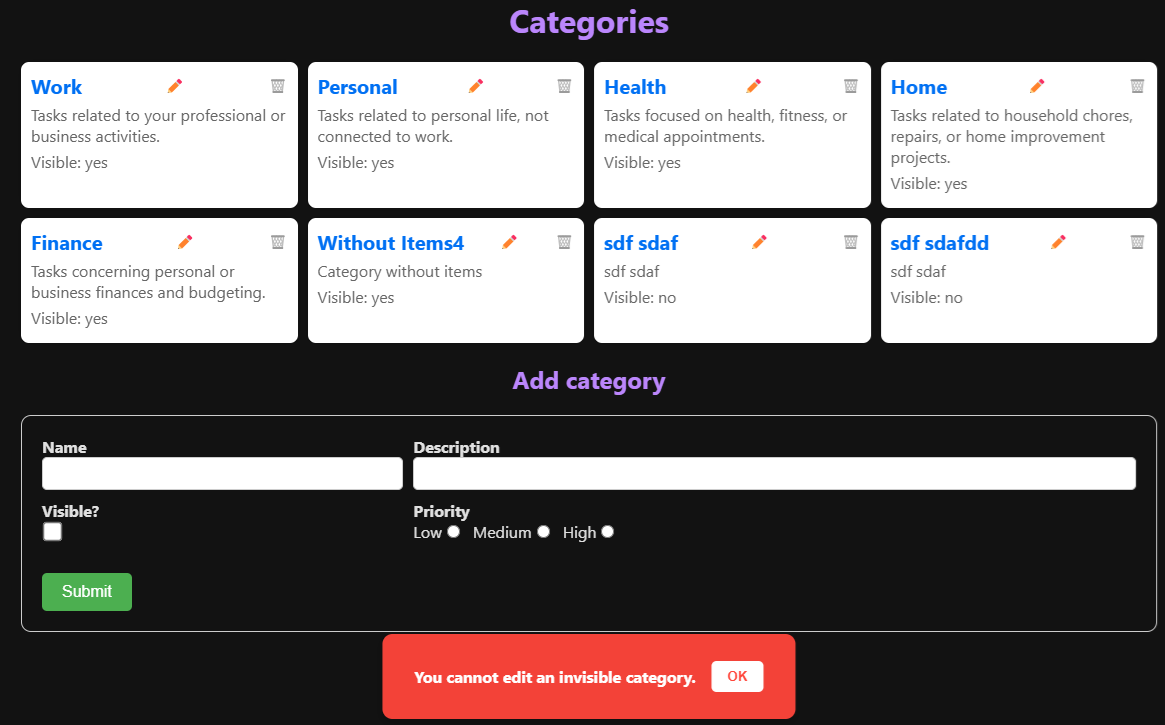 Categories
Work
Tasks related to your professional or
business activities.
Visible: yes
Personal
Tasks related to personal life, not
connected to work.
Visible: yes
Health
Tasks focused on health, fitness, or
medical appointments.
Visible: yes
Home
Tasks related to household chores,
repairs, or home improvement
projects.
Visible: yes
Finance
Tasks concerning personal or
business finances and budgeting.
Visible: yes
Without Items4
Category without items
Visible: yes
sdf sdaf
sdf sdaf
Visible: no
sdf sdafdd
sdf sdaf
Visible: no
Add category
Name
Description
Visible?
Priority
Low Medium High
Submit
You cannot edit an invisible category. OK